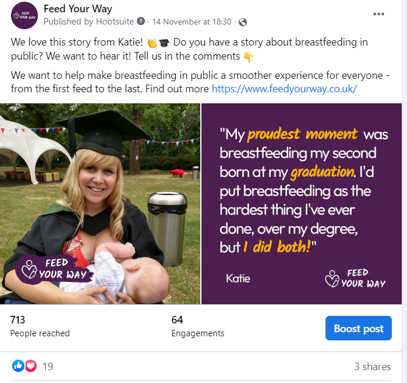 Feed Your Way
Published by Hootsuite · 14 November at 18:30 ·
We love this story from Katie! 👏🎓 Do you have a story about breastfeeding in
public? We want to hear it! Tell us in the comments 👇
We want to help make breastfeeding in public a smoother experience for everyone -
from the first feed to the last. Find out more https://www.feedyourway.co.uk/
FEED
YOUR WAY
"My proudest moment was
breastfeeding my second
born at my graduation. I'd
put breastfeeding as the
hardest thing I've ever
done, over my degree,
but I did both!"
Katie
FEED
YOUR WAY
713
People reached
64
Engagements
Boost post
19
3 shares